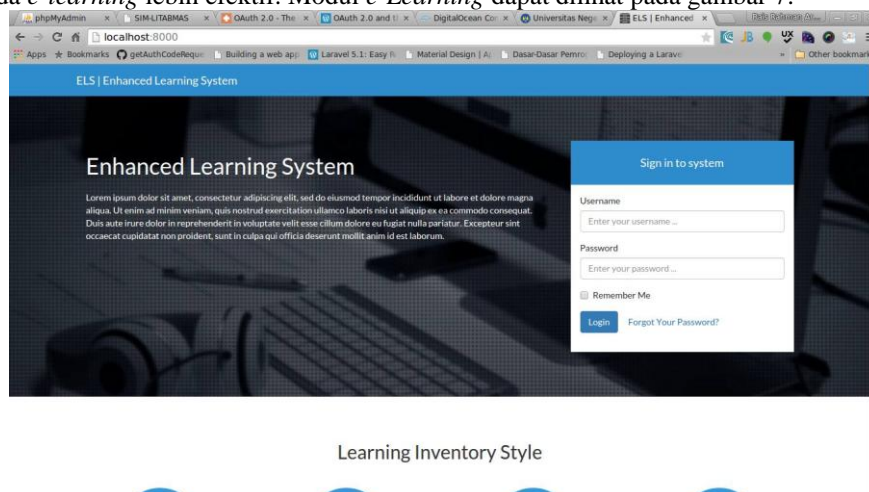 da e-learning lebih efektif. Modul e-Learning dapat dilihat pada gambar 7.
phpMyAdmin
SIM-LITABMAS
OAuth 2.0 - The
OAuth 2.0 and
DigitalOcean Co
Universitas Neg
ELS | Enhanced
localhost:8000
Apps
Bookmarks
getAuthCodeReque
Building a web app
Laravel 5.1: Easy
Material Design | A
Dasar-Dasar Pemro
Deploying a Larave
»
Other bookmark
ELS | Enhanced Learning System
Enhanced Learning System
Lorem ipsum dolor sit amet, consectetur adipiscing elit, sed do eiusmod tempor incididunt ut labore et dolore magna
aliqua. Ut enim ad minim veniam, quis nostrud exercitation ullamco laboris nisi ut aliquip ex ea commodo consequat.
Duis aute irure dolor in reprehenderit in voluptate velit esse cillum dolore eu fugiat nulla pariatur. Excepteur sint
occaecat cupidatat non proident, sunt in culpa qui officia deserunt mollit anim id est laborum.
Sign in to system
Username
Enter your username ...
Password
Enter your password ...
Remember Me
Login
Forgot Your Password?
Learning Inventory Style